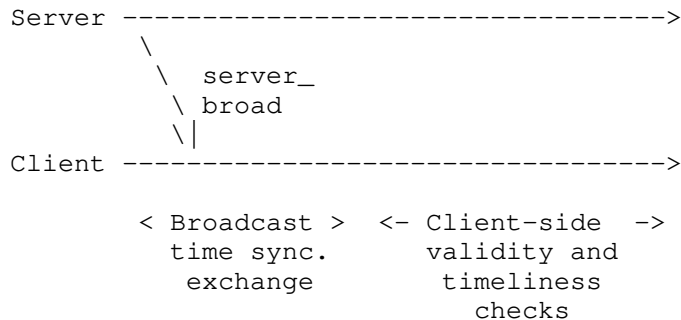 Server ----------------------------------->
\
\ server_
\ broad
\|
Client ----------------------------------->
< Broadcast > <- Client-side ->
time sync. validity and
exchange timeliness
checks